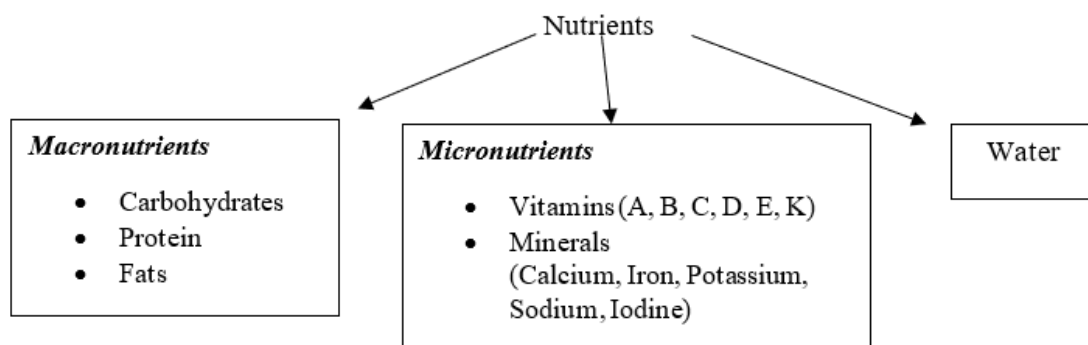 Nutrients
Macronutrients
• Carbohydrates
• Protein
• Fats
Micronutrients
• Vitamins (A, B, C, D, E, K)
• Minerals
(Calcium, Iron, Potassium,
Sodium, Iodine)
Water